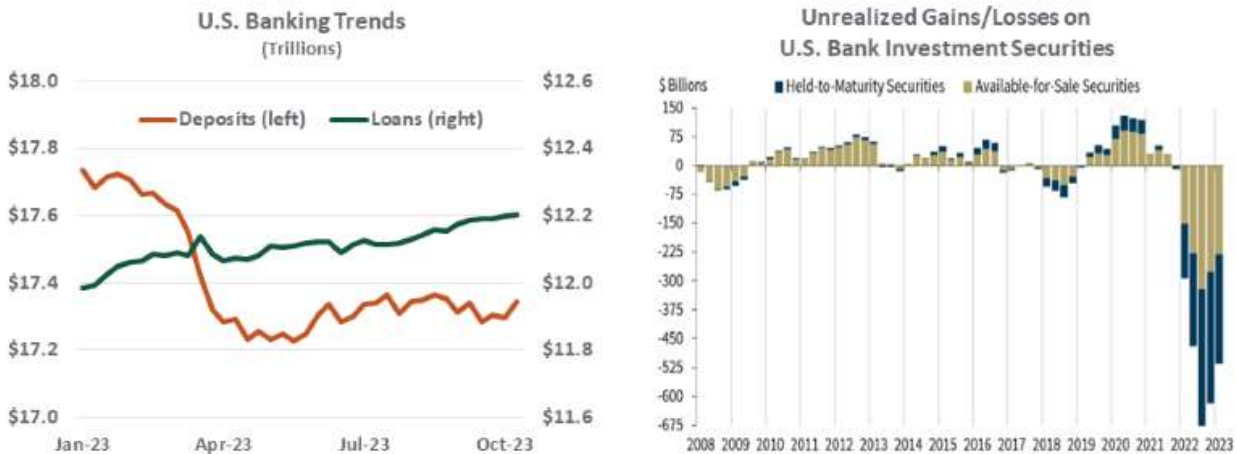 U.S. Banking Trends
(Trillions)
$18.0
$12.6
Deposits (left)
Loans (right)
$17.8
$12.4
$17.6
$12.2
$17.4
$12.0
$17.2
$11.8
$17.0
$11.6
Jan-23
Apr-23
Jul-23
Oct-23
Unrealized Gains/Losses on
U.S. Bank Investment Securities
$ Billions
Held-to-Maturity Securities
Available-for-Sale Securities
150
75
0
-75
-150
-225
-300
-375
-450
-525
-600
-675
2008 2009 2010 2011 2012 2013 2014 2015 2016 2017 2018 2019 2020 2021 2022 2023